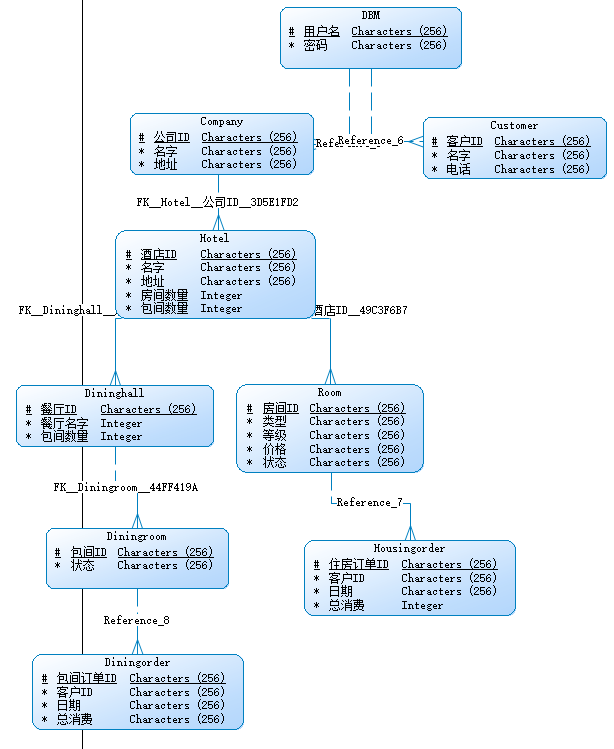 DBM
# 用户名 Characters (256)
* 密码 Characters (256)
Company
# 公司ID Characters (256)
* 名字 Characters (256)
* 地址 Characters (256)
Reference_6
Customer
# 客户ID Characters (256)
* 名字 Characters (256)
* 电话 Characters (256)
FK__Hotel__公司ID__3D5E1FD2
Hotel
# 酒店ID Characters (256)
* 名字 Characters (256)
* 地址 Characters (256)
* 房间数量 Integer
* 包间数量 Integer
FK__Dininghall__
酒店ID__49C3F6B7
Dininghall
# 餐厅ID Characters (256)
* 餐厅名字 Integer
* 包间数量 Integer
Room
# 房间ID Characters (256)
* 类型 Characters (256)
* 等级 Characters (256)
* 价格 Characters (256)
* 状态 Characters (256)
FK__Diningroom__44FF419A
Reference_7
Diningroom
# 包间ID Characters (256)
* 状态 Characters (256)
Housingorder
# 住房订单ID Characters (256)
* 客户ID Characters (256)
* 日期 Characters (256)
* 总消费 Integer
Reference_8
Diningorder
# 包间订单ID Characters (256)
* 客户ID Characters (256)
* 日期 Characters (256)
* 总消费 Characters (256)